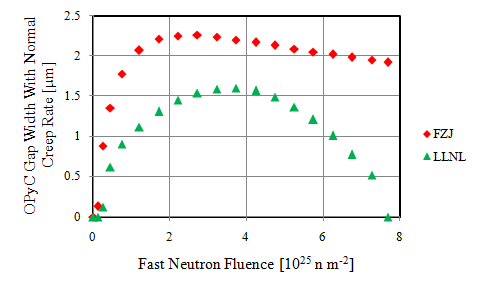 OPyC Gap Width With Normal
Creep Rate [µm]
2.5
2
1.5
1
0.5
0
0
2
4
6
8
Fast Neutron Fluence [10²⁵ n m⁻²]
FZJ
LLNL